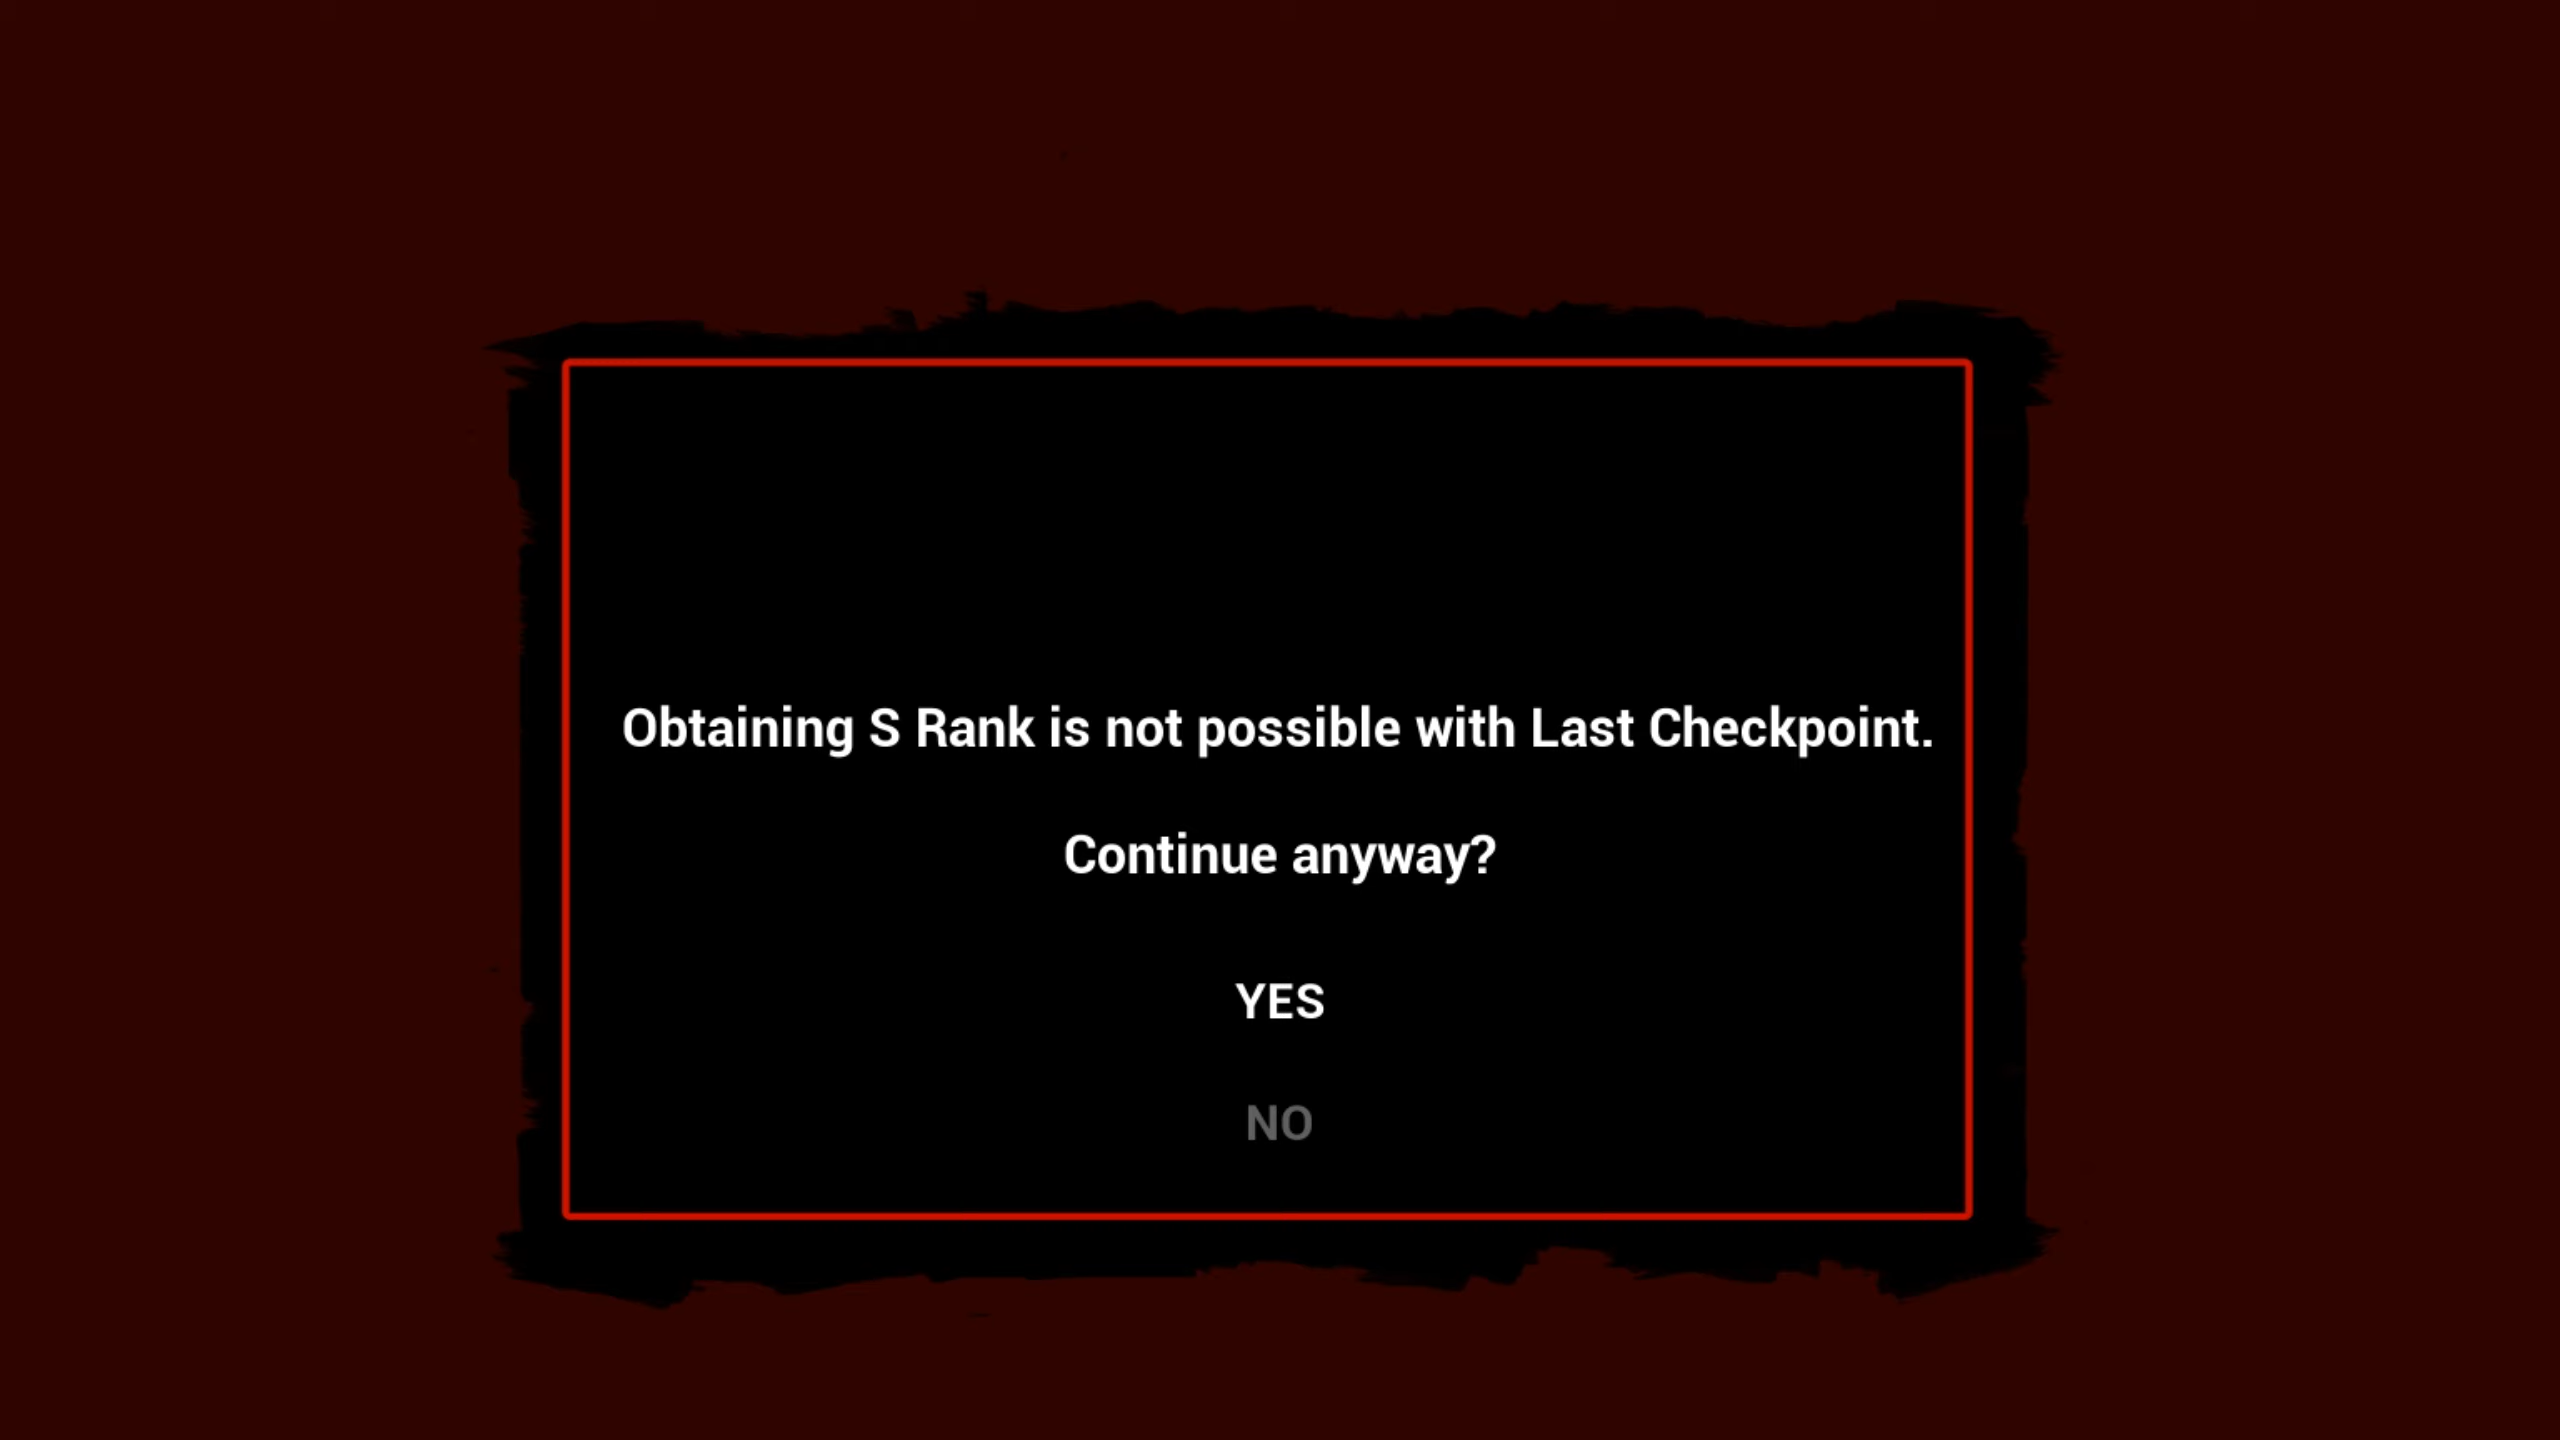 Obtaining S Rank is not possible with Last Checkpoint.
Continue anyway?
YES
NO